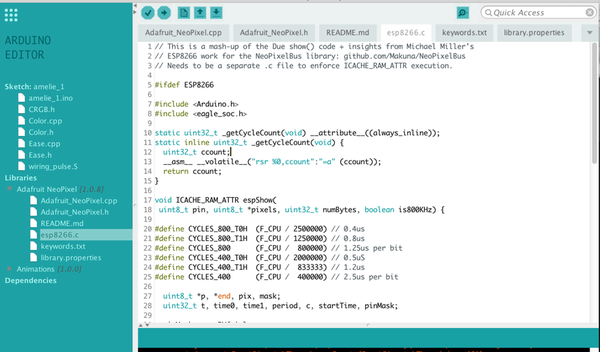 ARDUINO
EDITOR
Sketch: amelie_1
amelie_1.ino
CRGB.h
Color.cpp
Color.h
Ease.cpp
Ease.h
wiring_pulse.S
Libraries
Adafruit NeoPixel [1.0.8]
Adafruit_NeoPixel.cpp
Adafruit_NeoPixel.h
README.md
esp8266.c
keywords.txt
library.properties
Animations [1.0.0]
Dependencies
Quick Access
Adafruit_NeoPixel.cpp Adafruit_NeoPixel.h README.md esp8266.c keywords.txt library.properties
1 // This is a mash-up of the Due show() code + insights from Michael Miller's
2 // ESP8266 work for the NeoPixelBus library: github.com/Makuna/NeoPixelBus
3 // Needs to be a separate .c file to enforce ICACHE_RAM_ATTR execution.
4
5 #ifdef ESP8266
6
7 #include <Arduino.h>
8 #include <eagle_soc.h>
9
10 static uint32_t _getCycleCount(void) __attribute__((always_inline));
11 static inline uint32_t _getCycleCount(void) {
12 uint32_t ccount;
13 __asm__ __volatile__("rsr %0,ccount":"=a" (ccount));
14 return ccount;
15 }
16
17 void ICACHE_RAM_ATTR espShow(
18 uint8_t pin, uint8_t *pixels, uint32_t numBytes, boolean is800KHz) {
19
20 #define CYCLES_800_T0H (F_CPU / 2500000) // 0.4us
21 #define CYCLES_800_T1H (F_CPU / 1250000) // 0.8us
22 #define CYCLES_800 (F_CPU / 800000) // 1.25us per bit
23 #define CYCLES_400_T0H (F_CPU / 2000000) // 0.5uS
24 #define CYCLES_400_T1H (F_CPU / 833333) // 1.2us
25 #define CYCLES_400 (F_CPU / 400000) // 2.5us per bit
26
27 uint8_t *p, *end, pix, mask;
28 uint32_t t, time0, time1, period, c, startTime, pinMask;
29